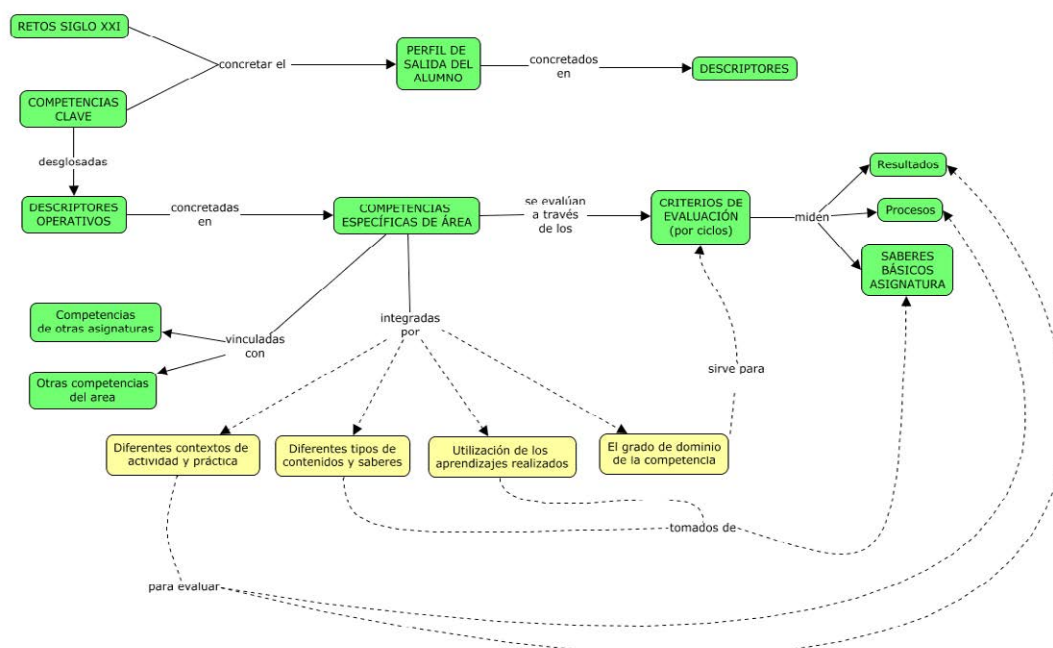 RETOS SIGLO XXI
concretar el
PERFIL DE
SALIDA DEL
ALUMNO
concretados
en
DESCRIPTORES
COMPETENCIAS
CLAVE
desglosadas
DESCRIPTORES
OPERATIVOS
concretadas
en
COMPETENCIAS
ESPECÍFICAS DE ÁREA
se evalúan
a través
de los
CRITERIOS DE
EVALUACIÓN
(por ciclos)
miden
Resultados
Procesos
SABERES
BÁSICOS
ASIGNATURA
Competencias
de otras asignaturas
vinculadas
con
Otras competencias
del area
integradas
por
sirve para
Diferentes contextos de
actividad y práctica
Diferentes tipos de
contenidos y saberes
Utilización de los
aprendizajes realizados
El grado de dominio
de la competencia
tomados de
para evaluar